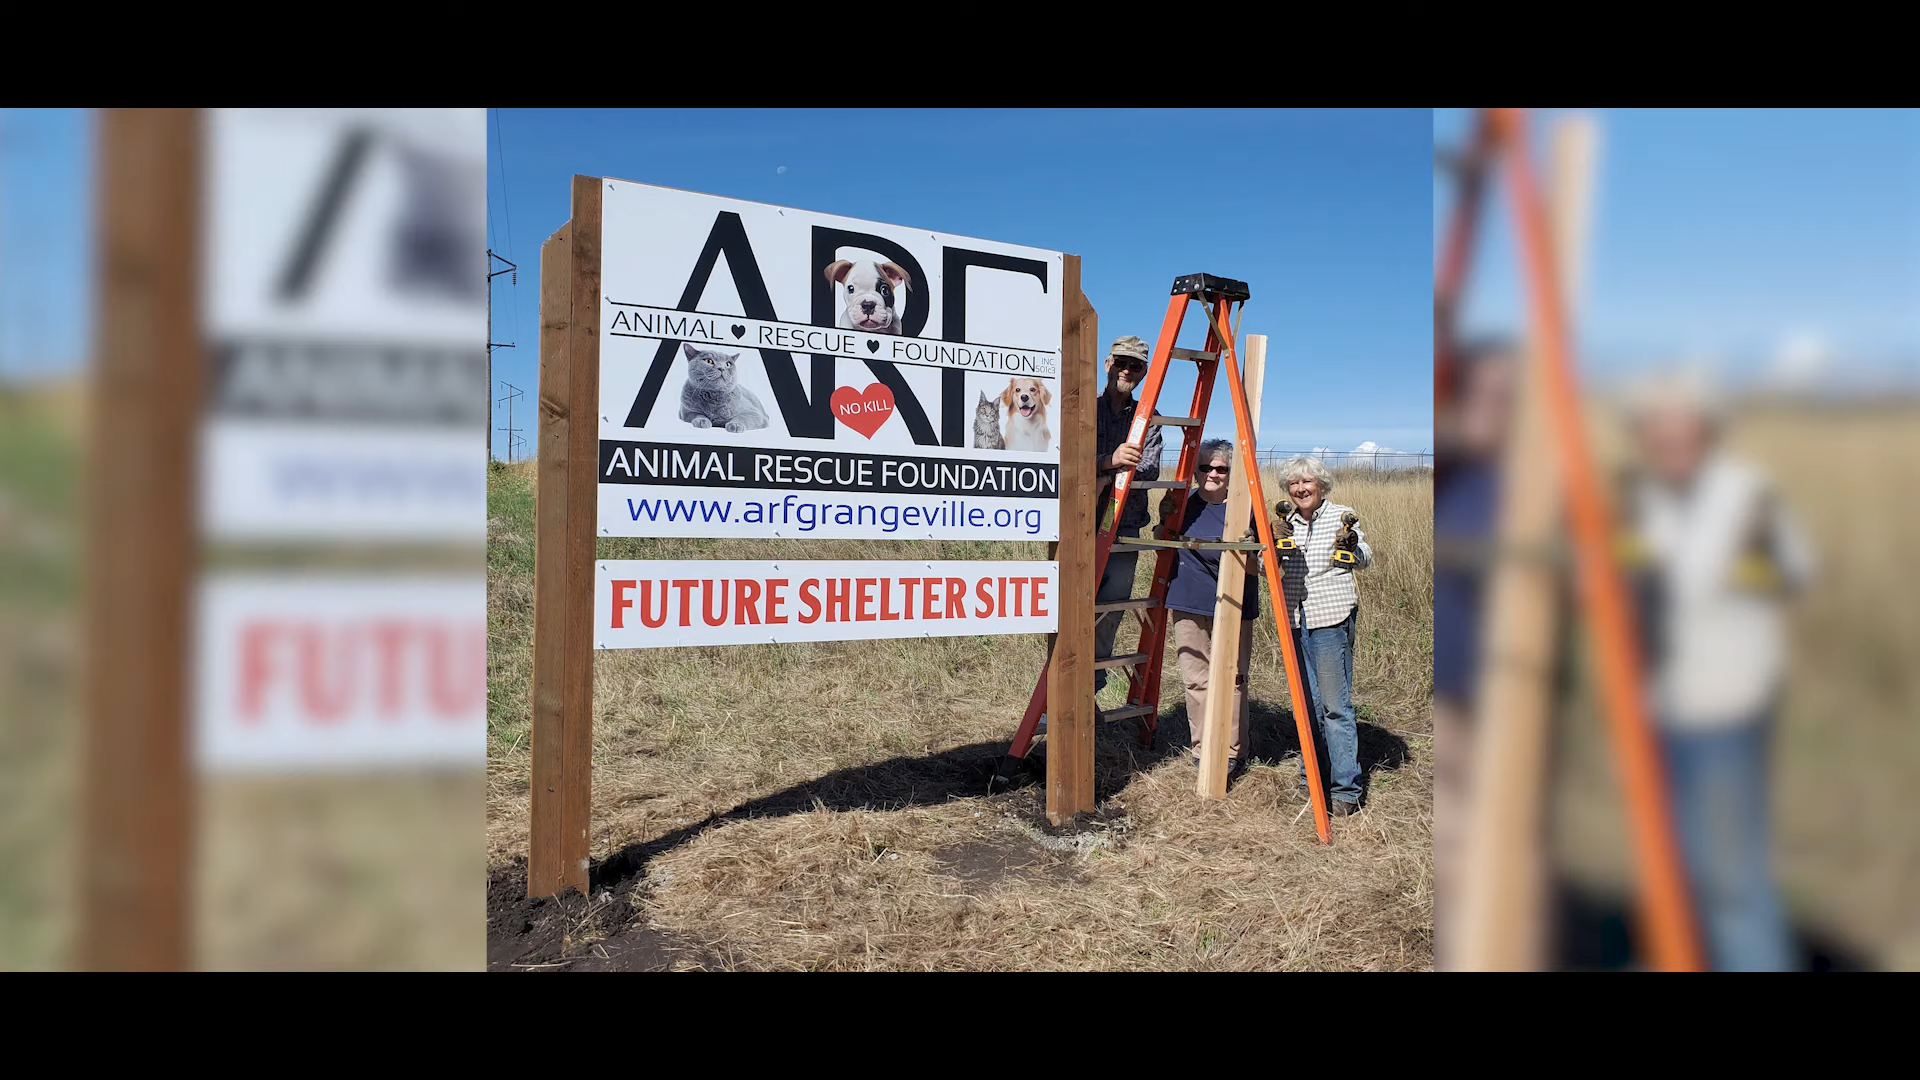 ARF
ANIMAL ♥ RESCUE ♥ FOUNDATION INC. 501c3
NO KILL
ANIMAL RESCUE FOUNDATION
www.arfgrangeville.org
FUTURE SHELTER SITE